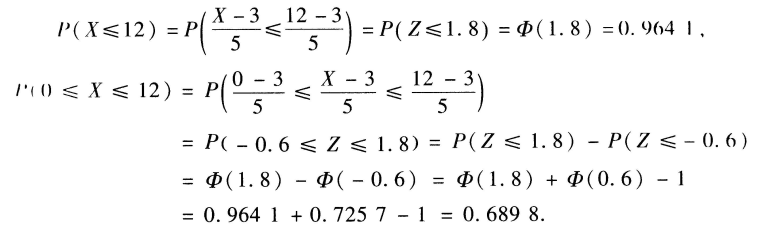 P(X≤12) = P((X-3)/5 ≤ (12-3)/5) = P(Z≤1.8) = Φ(1.8) = 0.964 1,
P(0 ≤ X ≤ 12) = P((0-3)/5 ≤ (X-3)/5 ≤ (12-3)/5)
= P(-0.6 ≤ Z ≤ 1.8) = P(Z ≤ 1.8) - P(Z ≤ -0.6)
= Φ(1.8) - Φ(-0.6) = Φ(1.8) + Φ(0.6) - 1
= 0.964 1 + 0.725 7 - 1 = 0.689 8.